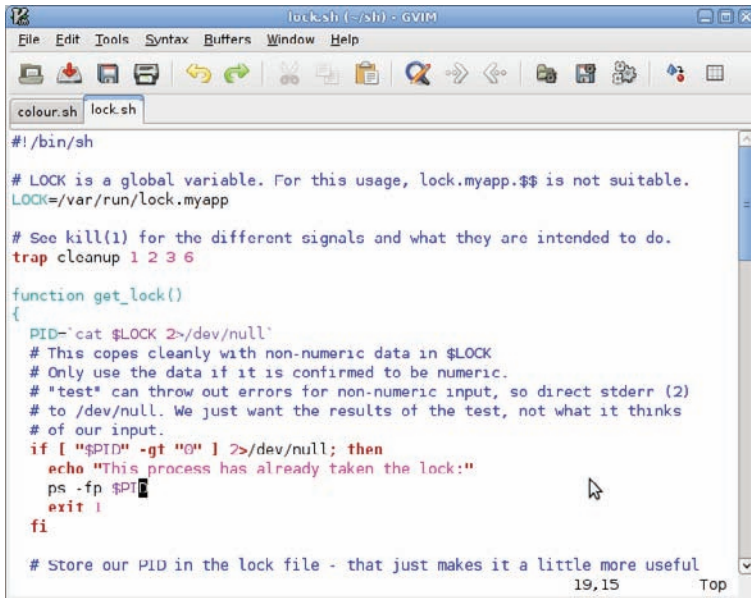 lock.sh (~/sh) - GVIM
File Edit Tools Syntax Buffers Window Help
colour.sh lock.sh
#!/bin/sh
# LOCK is a global variable. For this usage, lock.myapp.$$ is not suitable.
LOCK=/var/run/lock.myapp
# See kill(1) for the different signals and what they are intended to do.
trap cleanup 1 2 3 6
function get_lock()
{
PID=`cat $LOCK 2>/dev/null`
# This copes cleanly with non-numeric data in $LOCK
# Only use the data if it is confirmed to be numeric.
# "test" can throw out errors for non-numeric input, so direct stderr (2)
# to /dev/null. We just want the results of the test, not what it thinks
# of our input.
if [ "$PID" -gt "0" ] 2>/dev/null; then
echo "This process has already taken the lock:"
ps -fp $PID
exit 1
fi
# Store our PID in the lock file - that just makes it a little more useful
19,15 Top